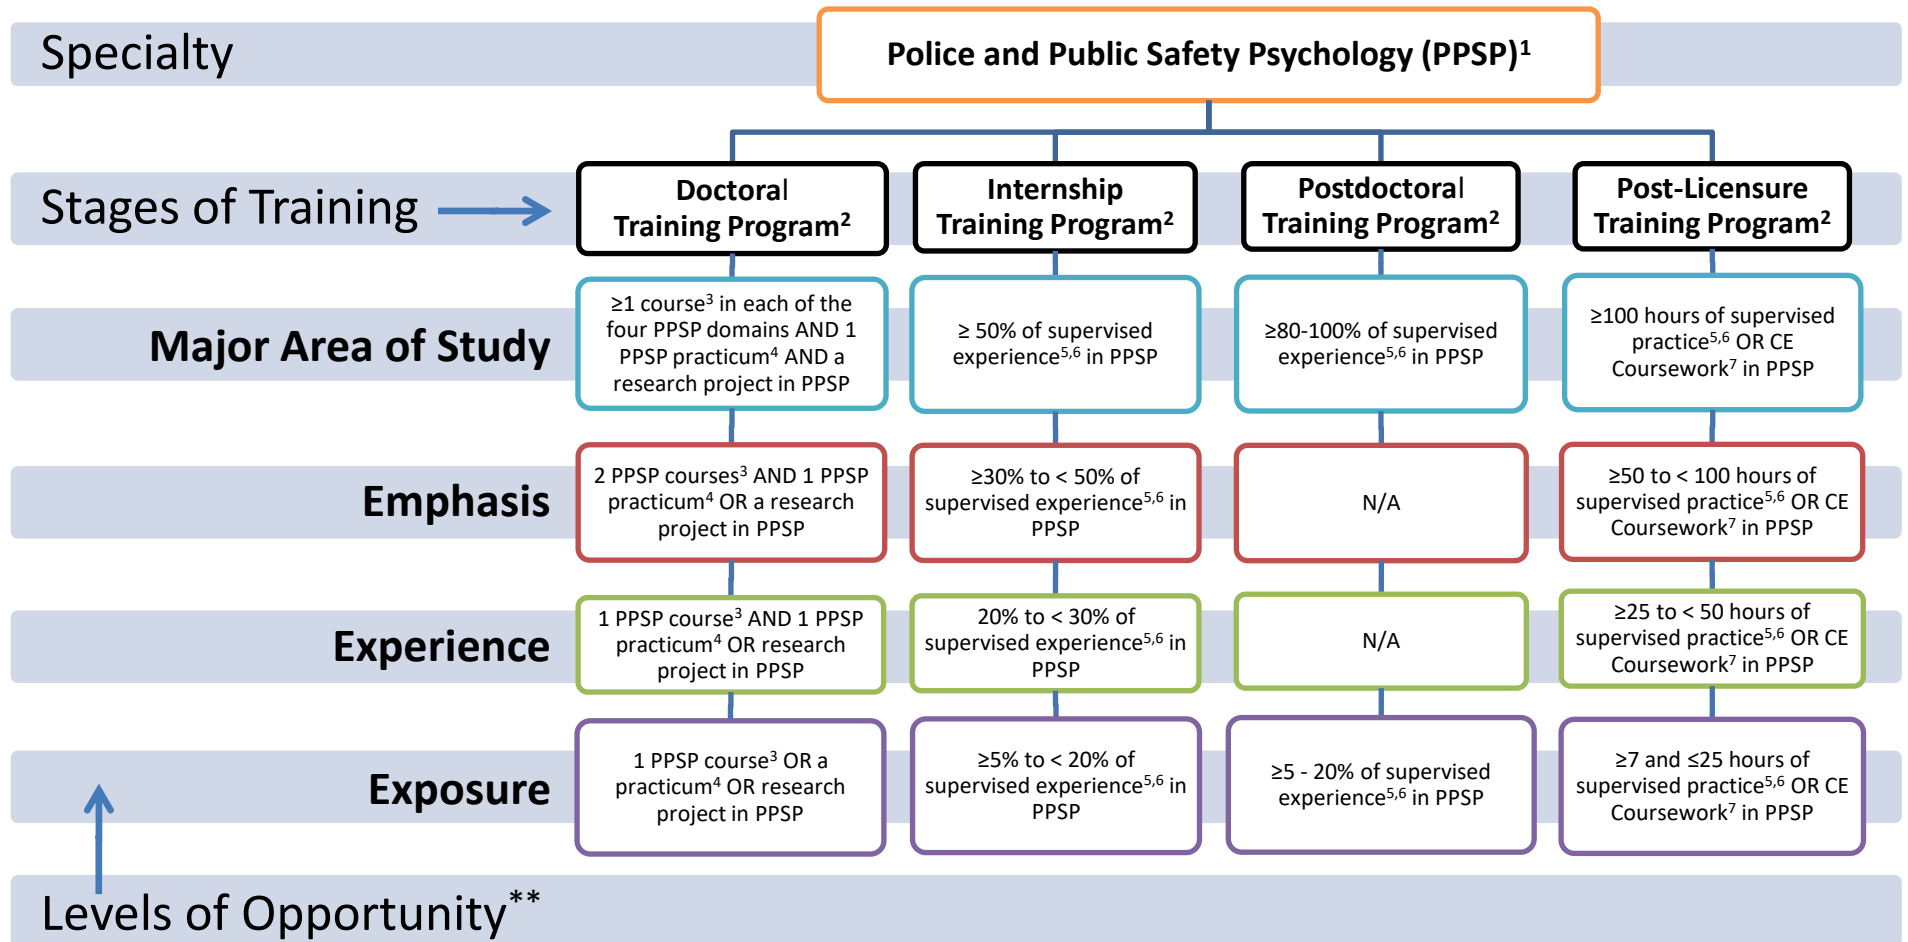 Specialty
Police and Public Safety Psychology (PPSP)¹
Stages of Training
Doctoral
Training Program²
Internship
Training Program²
Postdoctoral
Training Program²
Post-Licensure
Training Program²
Major Area of Study
≥1 course³ in each of the
four PPSP domains AND 1
PPSP practicum⁴ AND a
research project in PPSP
≥ 50% of supervised
experience⁵,⁶ in PPSP
≥80-100% of supervised
experience⁵,⁶ in PPSP
≥100 hours of supervised
practice⁵,⁶ OR CE
Coursework⁷ in PPSP
Emphasis
2 PPSP courses³ AND 1 PPSP
practicum⁴ OR a research
project in PPSP
≥30% to < 50% of
supervised experience⁵,⁶ in
PPSP
N/A
≥50 to < 100 hours of
supervised practice⁵,⁶ OR CE
Coursework⁷ in PPSP
Experience
1 PPSP course³ AND 1 PPSP
practicum⁴ OR research
project in PPSP
20% to < 30% of
supervised experience⁵,⁶ in
PPSP
N/A
≥25 to < 50 hours of
supervised practice⁵,⁶ OR CE
Coursework⁷ in PPSP
Exposure
1 PPSP course³ OR a
practicum⁴ OR research
project in PPSP
≥5% to < 20% of
supervised experience⁵,⁶ in
PPSP
≥5 - 20% of supervised
experience⁵,⁶ in PPSP
≥7 and ≤25 hours of
supervised practice⁵,⁶ OR CE
Coursework⁷ in PPSP
Levels of Opportunity**